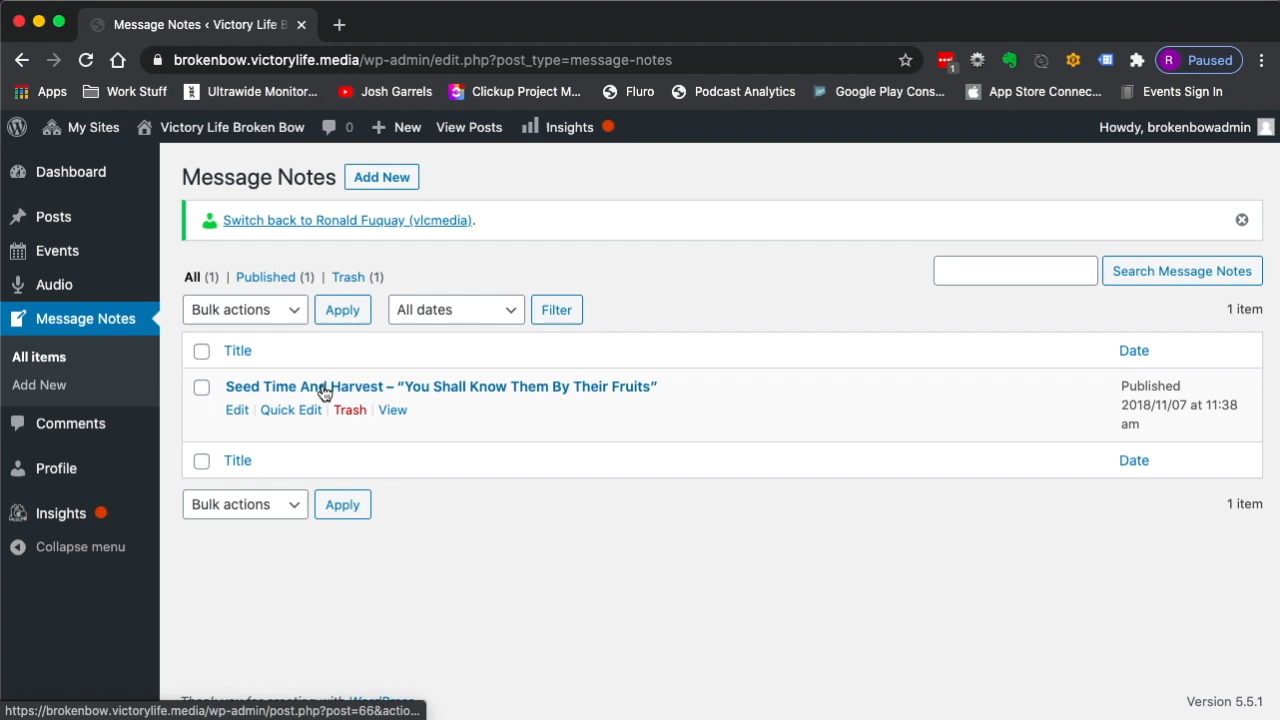 Message Notes ‹ Victory Life B
brokenbow.victorylife.media/wp-admin/edit.php?post_type=message-notes
1
R Paused
Apps Work Stuff Ultrawide Monitor... Josh Garrels Clickup Project M... Fluro Podcast Analytics Google Play Cons... App Store Connec... Events Sign In
My Sites Victory Life Broken Bow 0 New View Posts Insights Howdy, brokenbowadmin
Dashboard
Posts
Events
Audio
Message Notes
All items
Add New
Comments
Profile
Insights
Collapse menu
Message Notes Add New
Switch back to Ronald Fuquay (vlcmedia).
All (1) | Published (1) | Trash (1)
Search Message Notes
Bulk actions Apply All dates Filter 1 item
Title Date
Seed Time And Harvest – “You Shall Know Them By Their Fruits”
Edit | Quick Edit | Trash | View
Published
2018/11/07 at 11:38
am
Title Date
Bulk actions Apply 1 item
Thank you for creating with WordPress
Version 5.5.1
https://brokenbow.victorylife.media/wp-admin/post.php?post=66&actio...